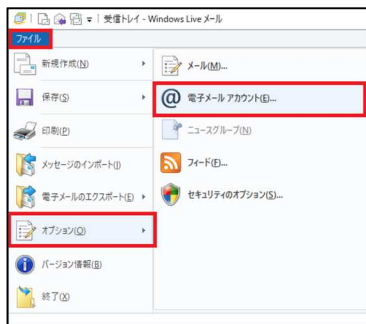 受信トレイ - Windows Live メール
ファイル
新規作成(N)
保存(S)
印刷(P)
メッセージのインポート(I)
電子メールのエクスポート(E)
オプション(O)
バージョン情報(B)
終了(X)
メール(M)...
電子メール アカウント(E)...
ニュースグループ(N)
フィード(F)...
セキュリティのオプション(S)...